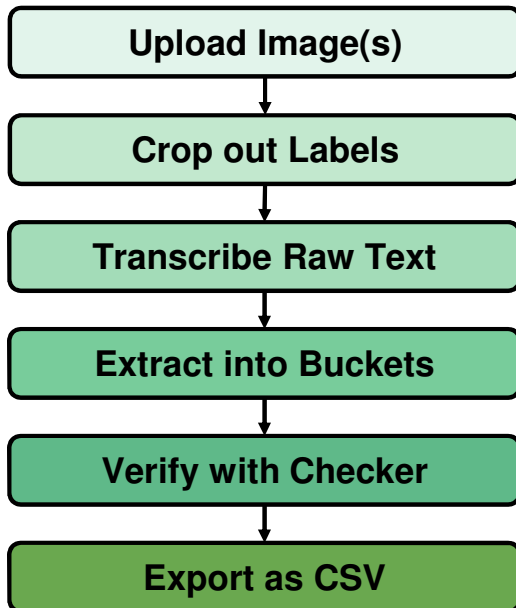 Upload Image(s)
Crop out Labels
Transcribe Raw Text
Extract into Buckets
Verify with Checker
Export as CSV